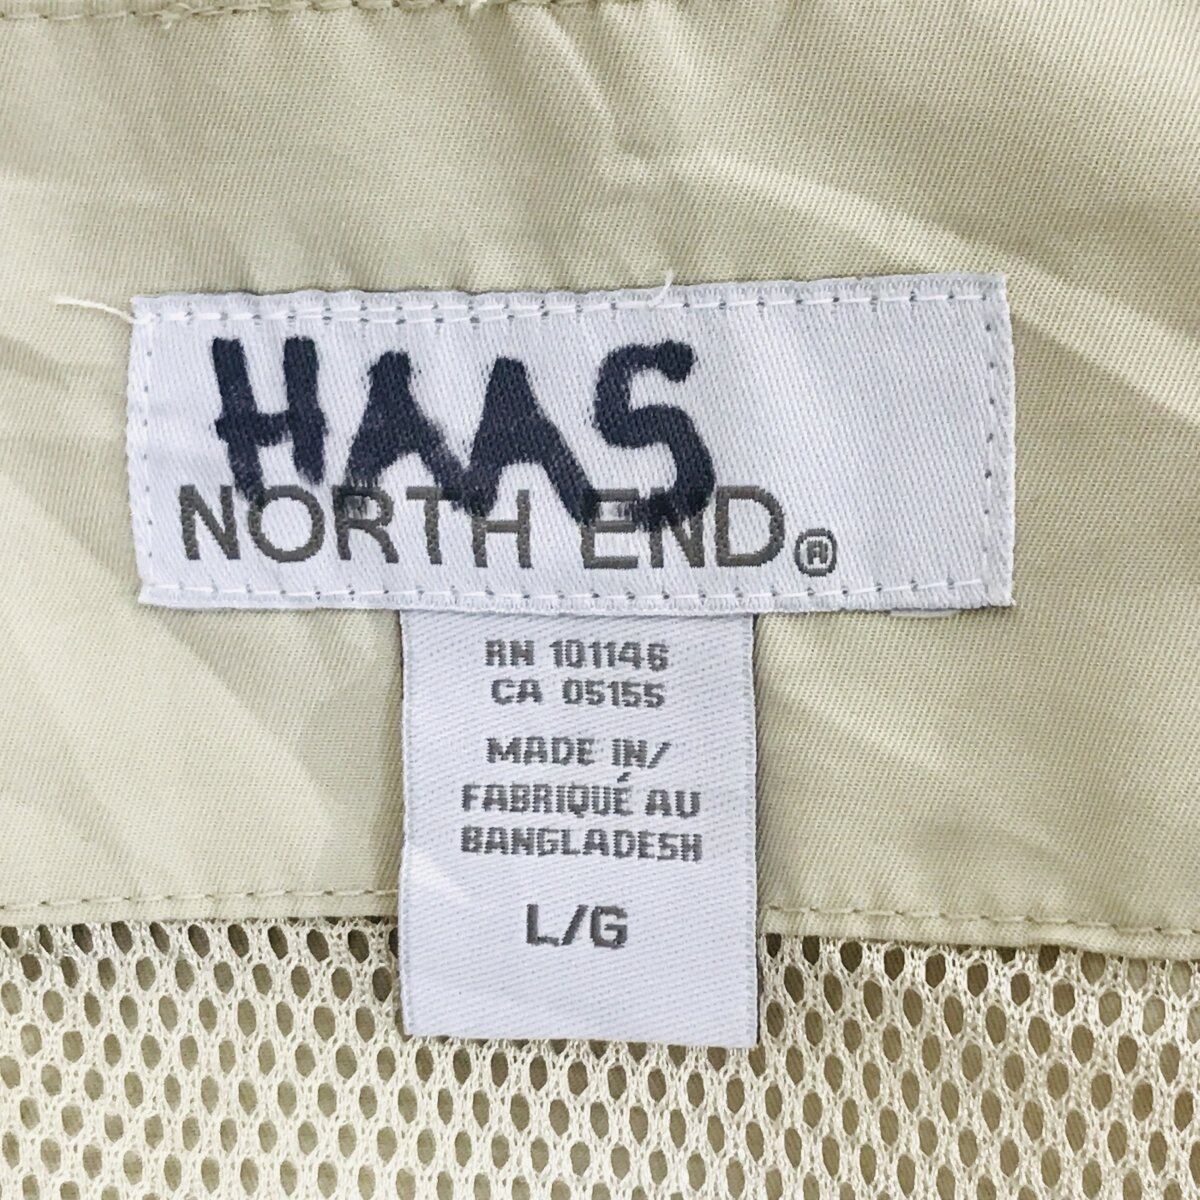 HAAS
NORTH END®
RN 101146
CA 05155
MADE IN/
FABRIQUÉ AU
BANGLADESH
L/G